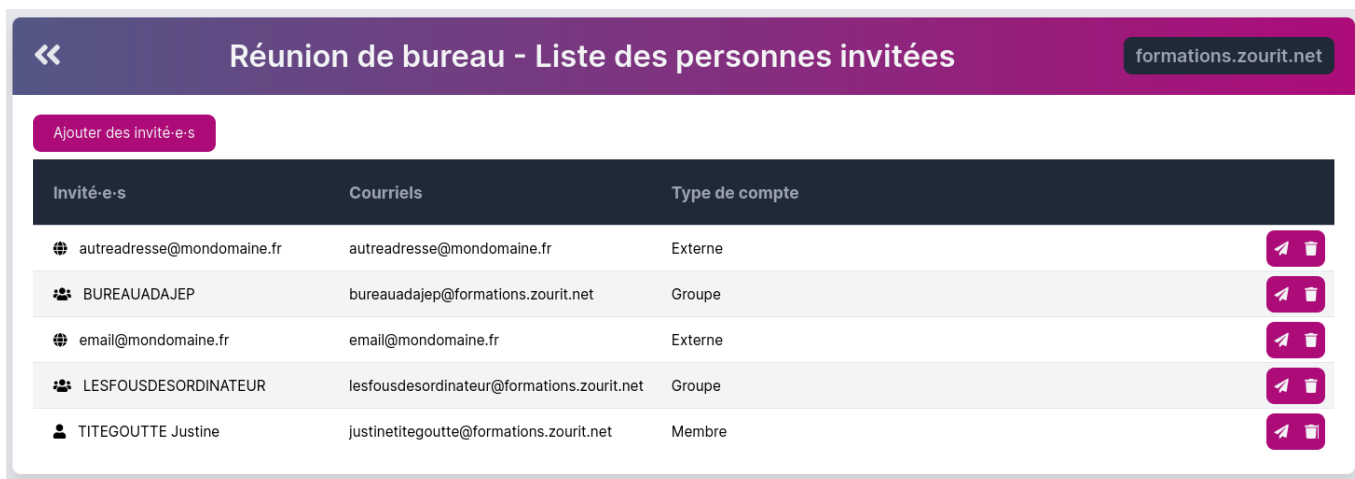 Réunion de bureau - Liste des personnes invitées
formations.zourit.net
Ajouter des invité·e·s
Invité·e·s Courriels Type de compte
autreadresse@mondomaine.fr autreadresse@mondomaine.fr Externe
BUREAUADAJEP bureauadajep@formations.zourit.net Groupe
email@mondomaine.fr email@mondomaine.fr Externe
LESFOUSDESORDINATEUR lesfousdesordinateur@formations.zourit.net Groupe
TITEGOUTTE Justine justinetitegoutte@formations.zourit.net Membre